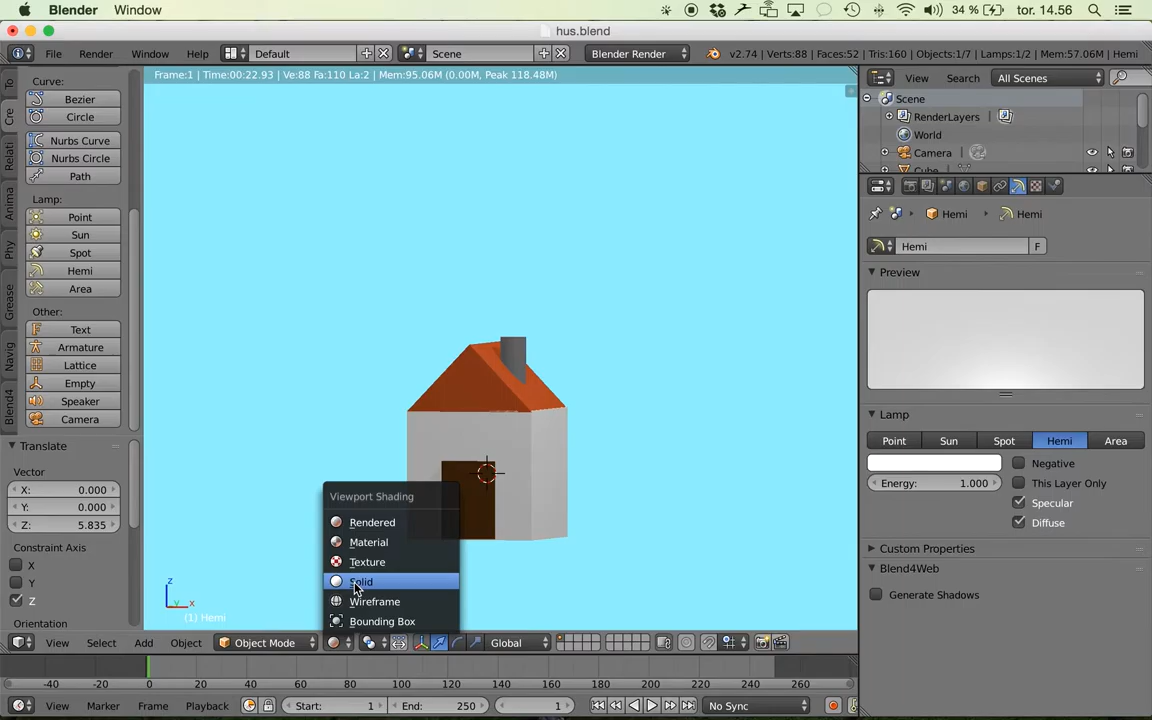 Blender Window 34 % tor. 14.56
hus.blend
File Render Window Help Default Scene Blender Render v2.74 | Verts:88 | Faces:52 | Tris:160 | Objects:1/7 | Lamps:1/2 | Mem:57.06M | Hemi
Frame:1 | Time:00:22.93 | Ve:88 Fa:110 La:2 | Mem:95.06M (0.00M, Peak 118.48M)
View Search All Scenes
To
Cre
Relati
Anima
Phy
Grease
Navig
Blend4
Curve:
Bezier
Circle
Nurbs Curve
Nurbs Circle
Path
Lamp:
Point
Sun
Spot
Hemi
Area
Other:
Text
Armature
Lattice
Empty
Speaker
Camera
Translate
Vector
X: 0.000
Y: 0.000
Z: 5.835
Constraint Axis
X
Y
Z
Orientation
Viewport Shading
Rendered
Material
Texture
Solid
Wireframe
Bounding Box
z
y x
(1) Hemi
View Select Add Object Object Mode Global
-40 -20 0 20 40 60 80 100 120 140 160 180 200 220 240 260
View Marker Frame Playback Start: 1 End: 250 1 No Sync
Scene
RenderLayers
World
Camera
Cube
Hemi Hemi
Hemi F
Preview
Lamp
Point Sun Spot Hemi Area
Negative
Energy: 1.000 This Layer Only
Specular
Diffuse
Custom Properties
Blend4Web
Generate Shadows